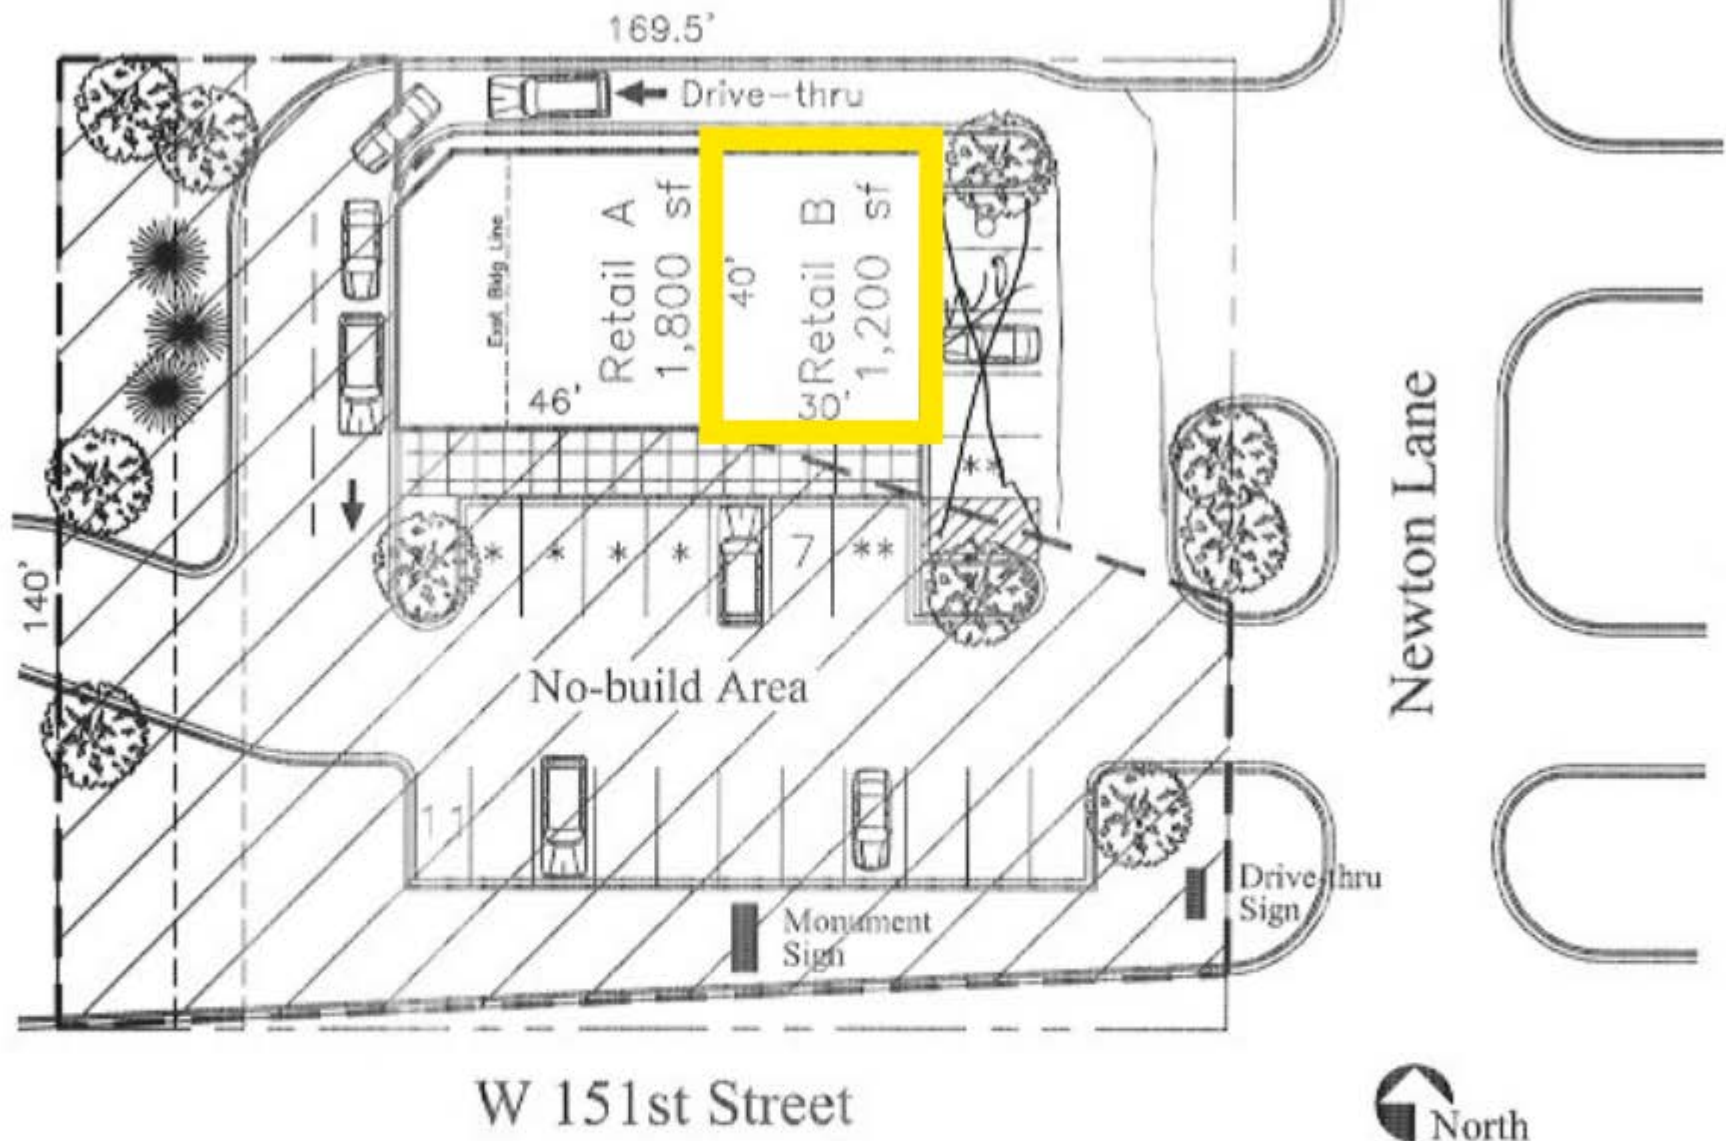 169.5'
Drive-thru
Exst Bldg Line
Retail A
1,800 sf
40'
Retail B
1,200 sf
46'
30'
**
* * * * 7 **
140'
No-build Area
Newton Lane
11
Drive-thru
Sign
Monument
Sign
W 151st Street
North